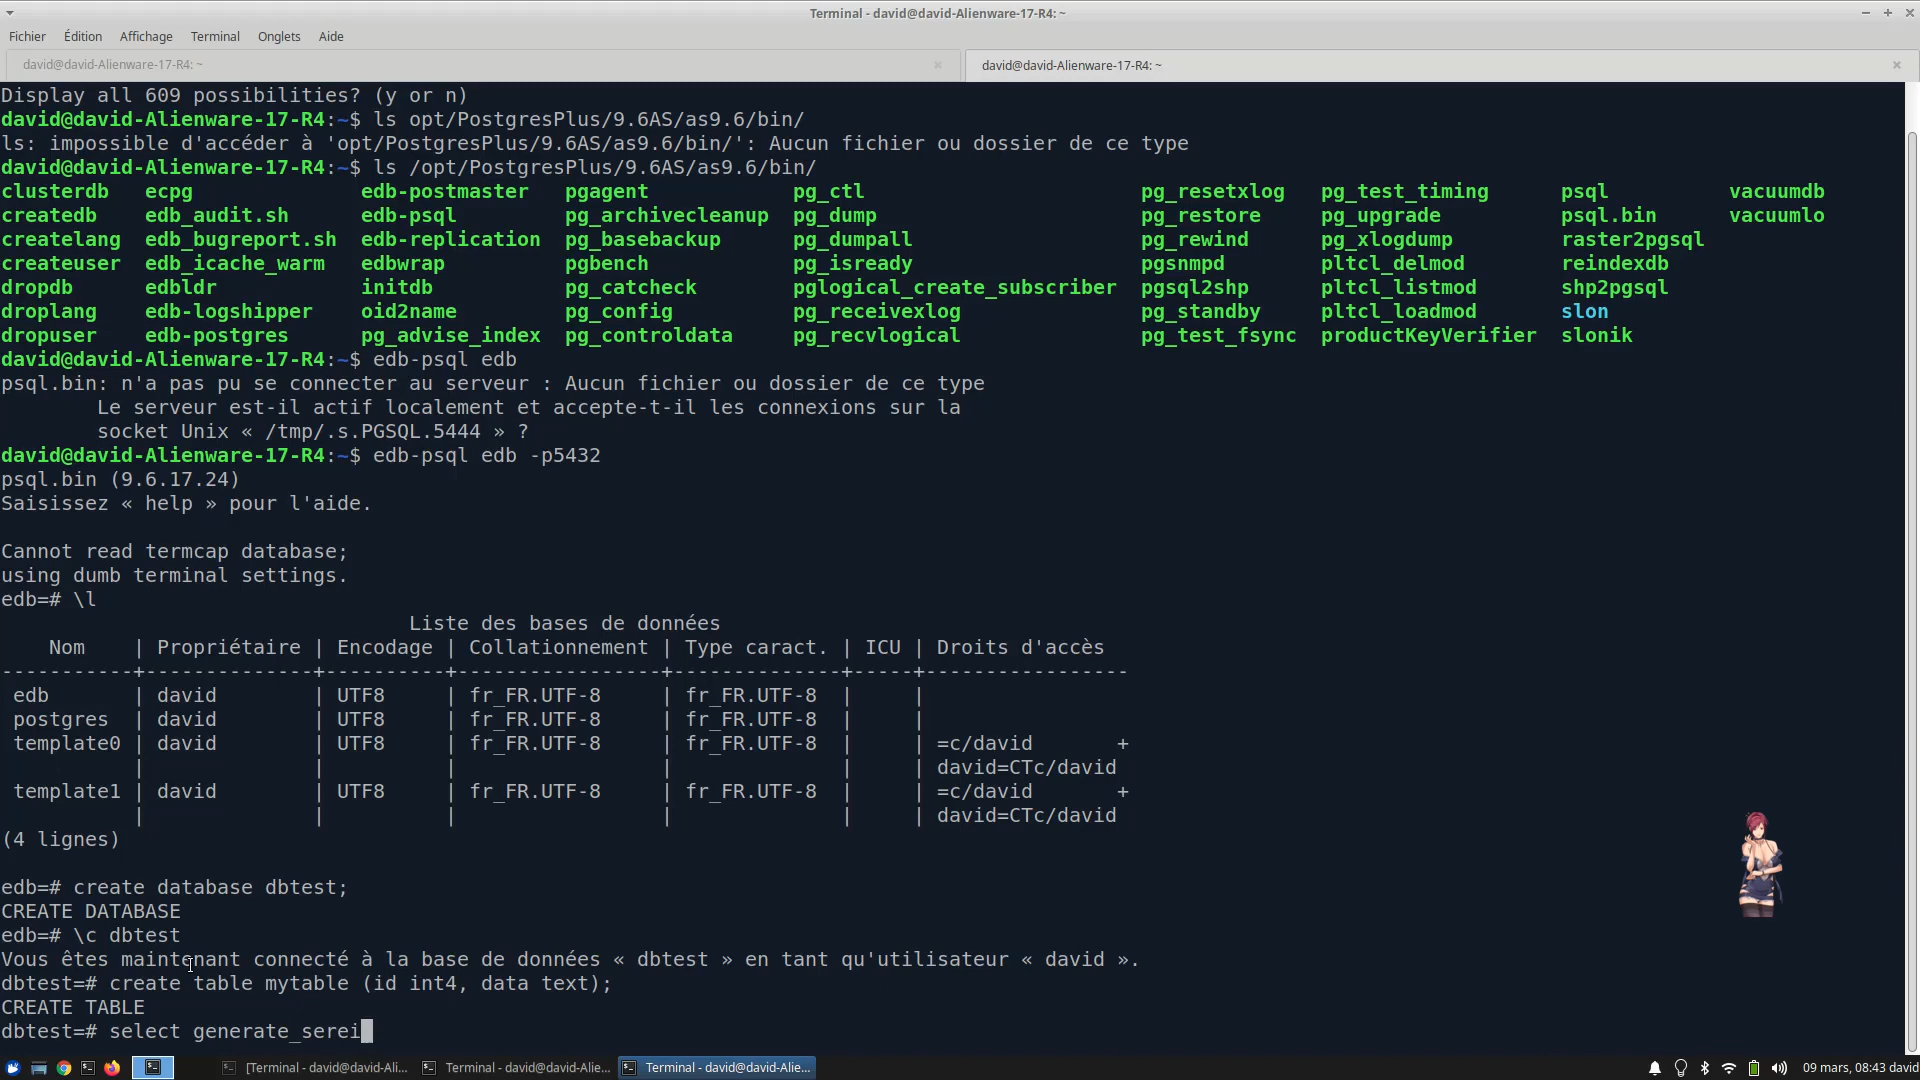 Terminal - david@david-Alienware-17-R4: ~
Fichier Édition Affichage Terminal Onglets Aide
david@david-Alienware-17-R4: ~ david@david-Alienware-17-R4: ~
Display all 609 possibilities? (y or n)
david@david-Alienware-17-R4:~$ ls opt/PostgresPlus/9.6AS/as9.6/bin/
ls: impossible d'accéder à 'opt/PostgresPlus/9.6AS/as9.6/bin/': Aucun fichier ou dossier de ce type
david@david-Alienware-17-R4:~$ ls /opt/PostgresPlus/9.6AS/as9.6/bin/
clusterdb ecpg edb-postmaster pgagent pg_ctl pg_resetxlog pg_test_timing psql vacuumdb
createdb edb_audit.sh edb-psql pg_archivecleanup pg_dump pg_restore pg_upgrade psql.bin vacuumlo
createlang edb_bugreport.sh edb-replication pg_basebackup pg_dumpall pg_rewind pg_xlogdump raster2pgsql
createuser edb_icache_warm edbwrap pgbench pg_isready pgsnmpd pltcl_delmod reindexdb
dropdb edbldr initdb pg_catcheck pglogical_create_subscriber pgsql2shp pltcl_listmod shp2pgsql
droplang edb-logshipper oid2name pg_config pg_receivexlog pg_standby pltcl_loadmod slon
dropuser edb-postgres pg_advise_index pg_controldata pg_recvlogical pg_test_fsync productKeyVerifier slonik
david@david-Alienware-17-R4:~$ edb-psql edb
psql.bin: n'a pas pu se connecter au serveur : Aucun fichier ou dossier de ce type
Le serveur est-il actif localement et accepte-t-il les connexions sur la
socket Unix « /tmp/.s.PGSQL.5444 » ?
david@david-Alienware-17-R4:~$ edb-psql edb -p5432
psql.bin (9.6.17.24)
Saisissez « help » pour l'aide.
Cannot read termcap database;
using dumb terminal settings.
edb=# \l
Liste des bases de données
Nom | Propriétaire | Encodage | Collationnement | Type caract. | ICU | Droits d'accès
-----------+--------------+----------+-----------------+--------------+-----+-----------------
edb | david | UTF8 | fr_FR.UTF-8 | fr_FR.UTF-8 | |
postgres | david | UTF8 | fr_FR.UTF-8 | fr_FR.UTF-8 | |
template0 | david | UTF8 | fr_FR.UTF-8 | fr_FR.UTF-8 | | =c/david +
| | | | | | david=CTc/david
template1 | david | UTF8 | fr_FR.UTF-8 | fr_FR.UTF-8 | | =c/david +
| | | | | | david=CTc/david
(4 lignes)
edb=# create database dbtest;
CREATE DATABASE
edb=# \c dbtest
Vous êtes maintenant connecté à la base de données « dbtest » en tant qu'utilisateur « david ».
dbtest=# create table mytable (id int4, data text);
CREATE TABLE
dbtest=# select generate_serei
[Terminal - david@david-Ali... Terminal - david@david-Alie... Terminal - david@david-Alie... 09 mars, 08:43 david